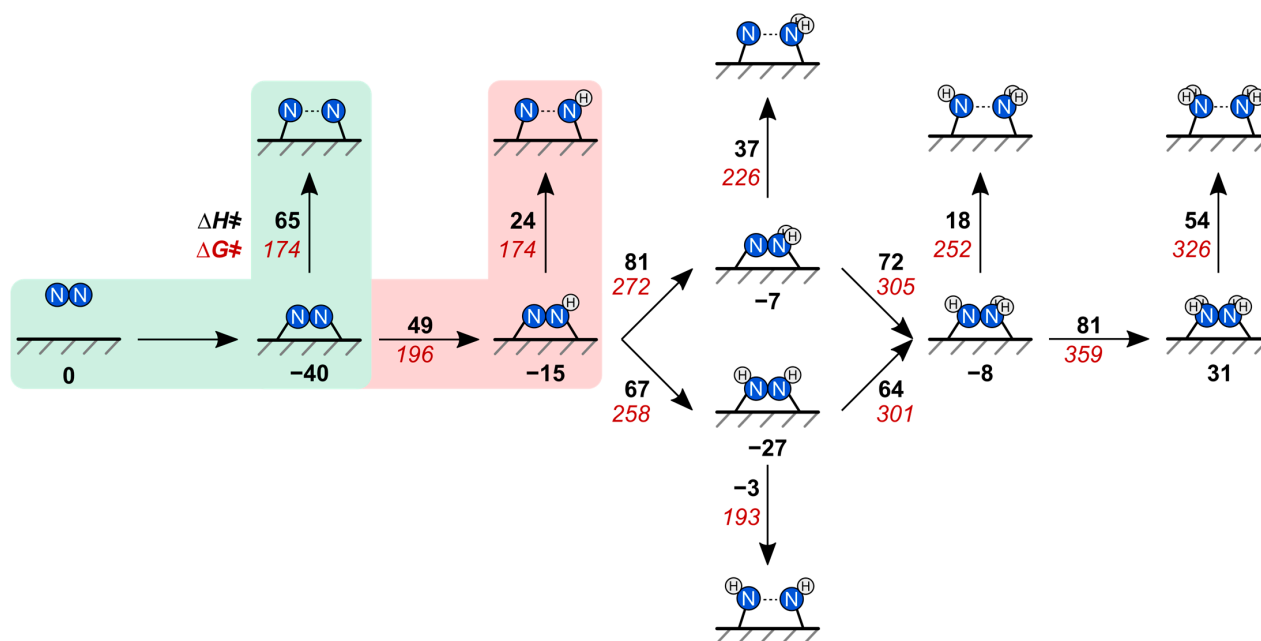 N N H
H
N N
N N H
H N N H H
H H N N H H
37
226
ΔH‡ 65
ΔG‡ 174
24
174
18
252
54
326
N N
81
272
N N H H
72
305
N N
N N H
H N N H H
H H N N H H
49
196
−7
81
359
0
−40
−15
−8
31
67
258
H N N H
64
301
−27
−3
193
H N N H